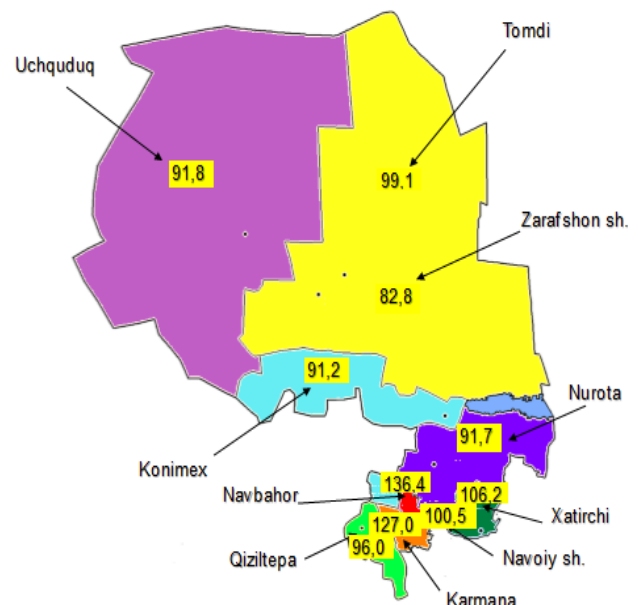 Tomdi
Uchquduq
91,8
99,1
Zarafshon sh.
82,8
91,2
Nurota
91,7
Konimex
136,4
106,2
Navbahor
100,5
Xatirchi
127,0
96,0
Qiziltepa
Navoiy sh.
Karmana